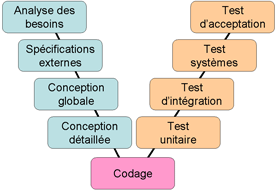 Analyse des
besoins
Test
d'acceptation
Spécifications
externes
Test
systèmes
Conception
globale
Test
d'intégration
Conception
détaillée
Test
unitaire
Codage